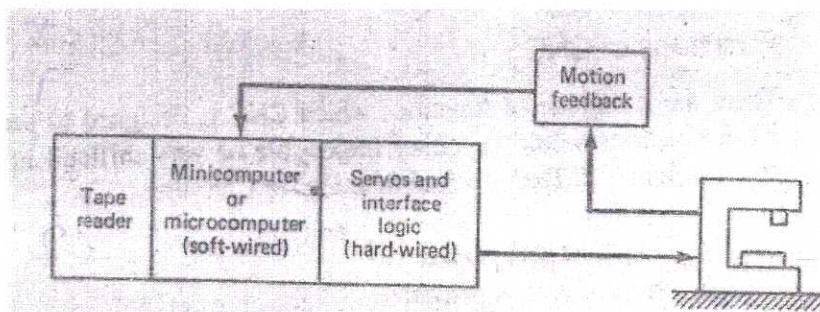 Motion
feedback
Tape
reader
Minicomputer
or
microcomputer
(soft-wired)
Servos and
interface
logic
(hard-wired)